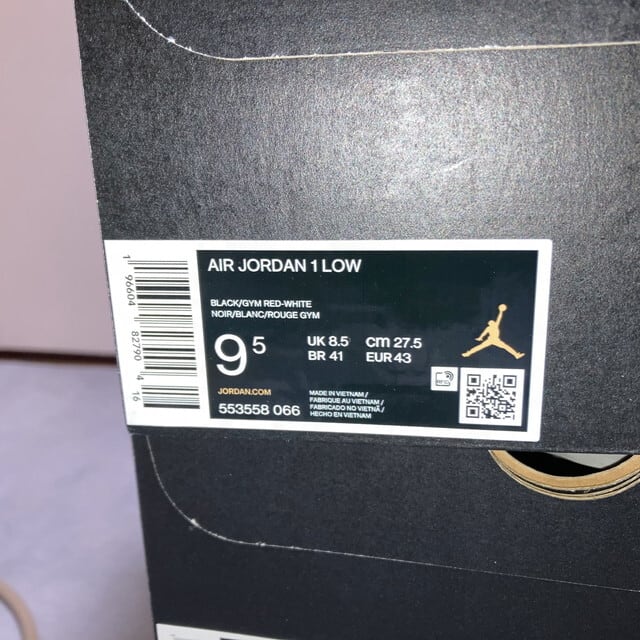 AIR JORDAN 1 LOW
BLACK/GYM RED-WHITE
NOIR/BLANC/ROUGE GYM
9 5
UK 8.5 CM 27.5
BR 41 EUR 43
JORDAN.COM
553558 066
MADE IN VIETNAM /
FABRIQUE AU VIETNAM /
FABRICADO NO VIETNÃ /
HECHO EN VIETNAM
RFID
1 96604 82790 4 16